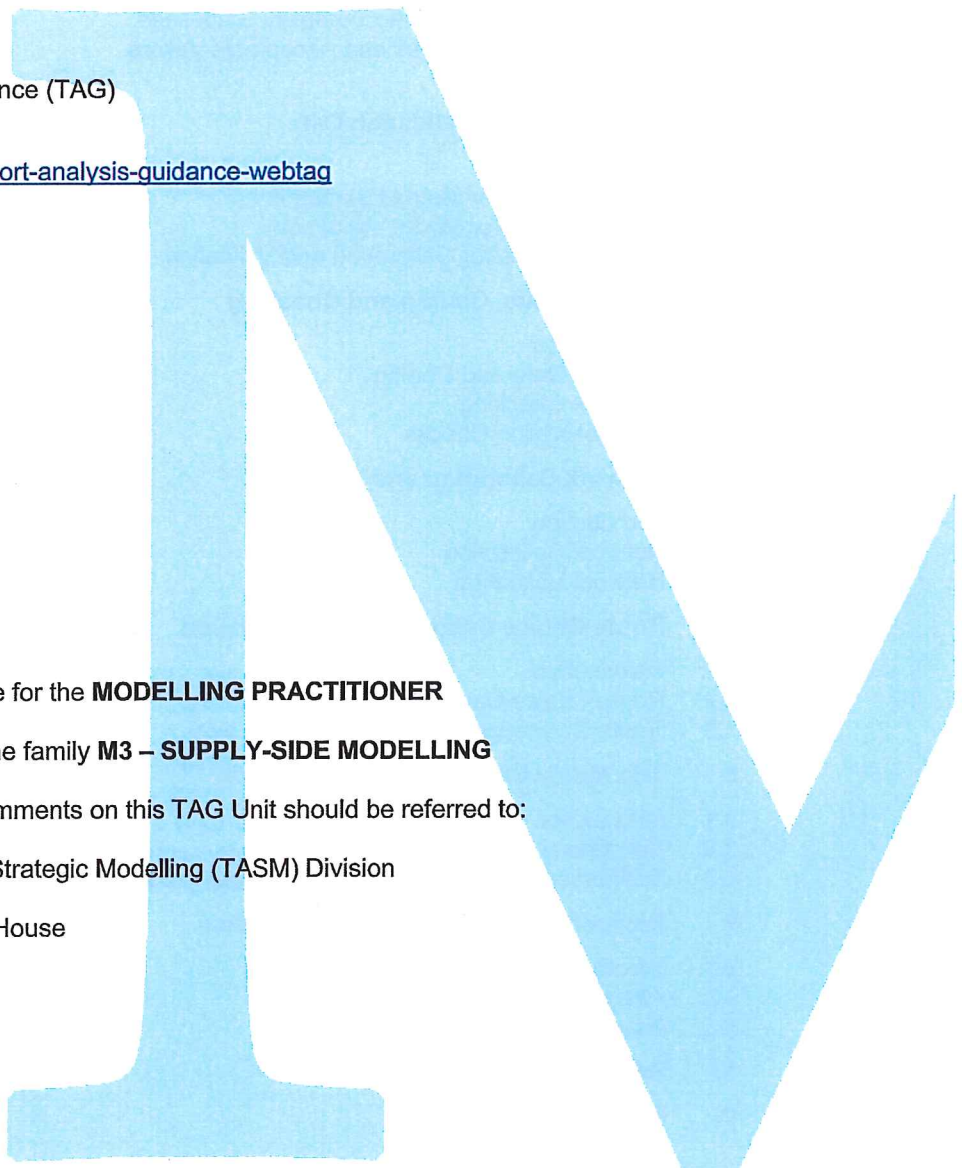 nce (TAG)
ort-analysis-guidance-webtag
e for the MODELLING PRACTITIONER
ne family M3 – SUPPLY-SIDE MODELLING
mments on this TAG Unit should be referred to:
Strategic Modelling (TASM) Division
House